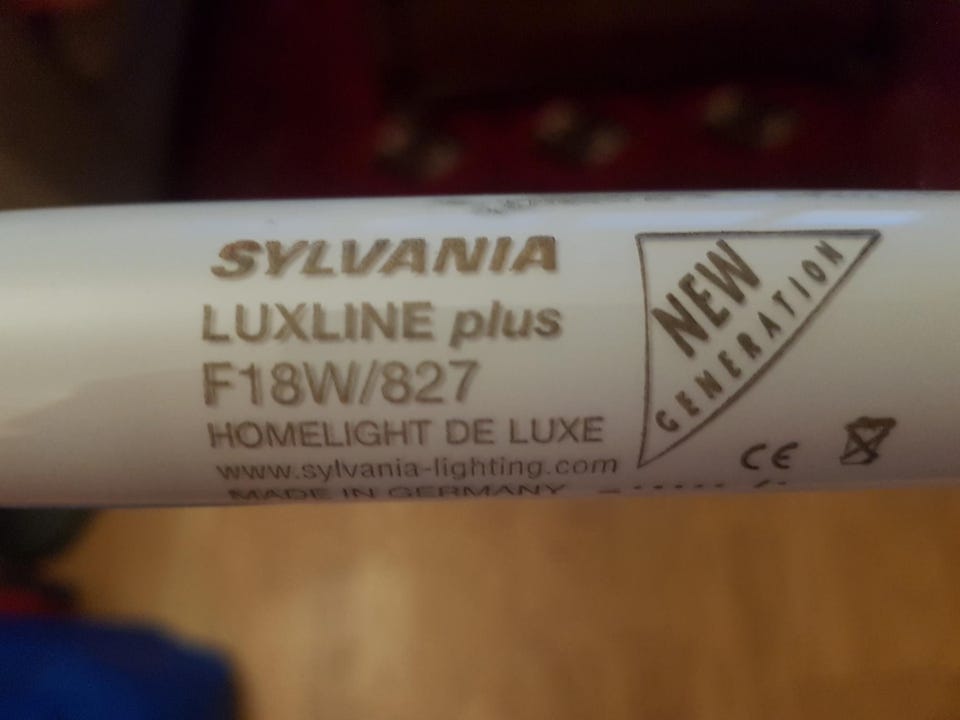 SYLVANIA
LUXLINE plus
F18W/827
HOMELIGHT DE LUXE
www.sylvania-lighting.com
MADE IN GERMANY
NEW
GENERATION
CE